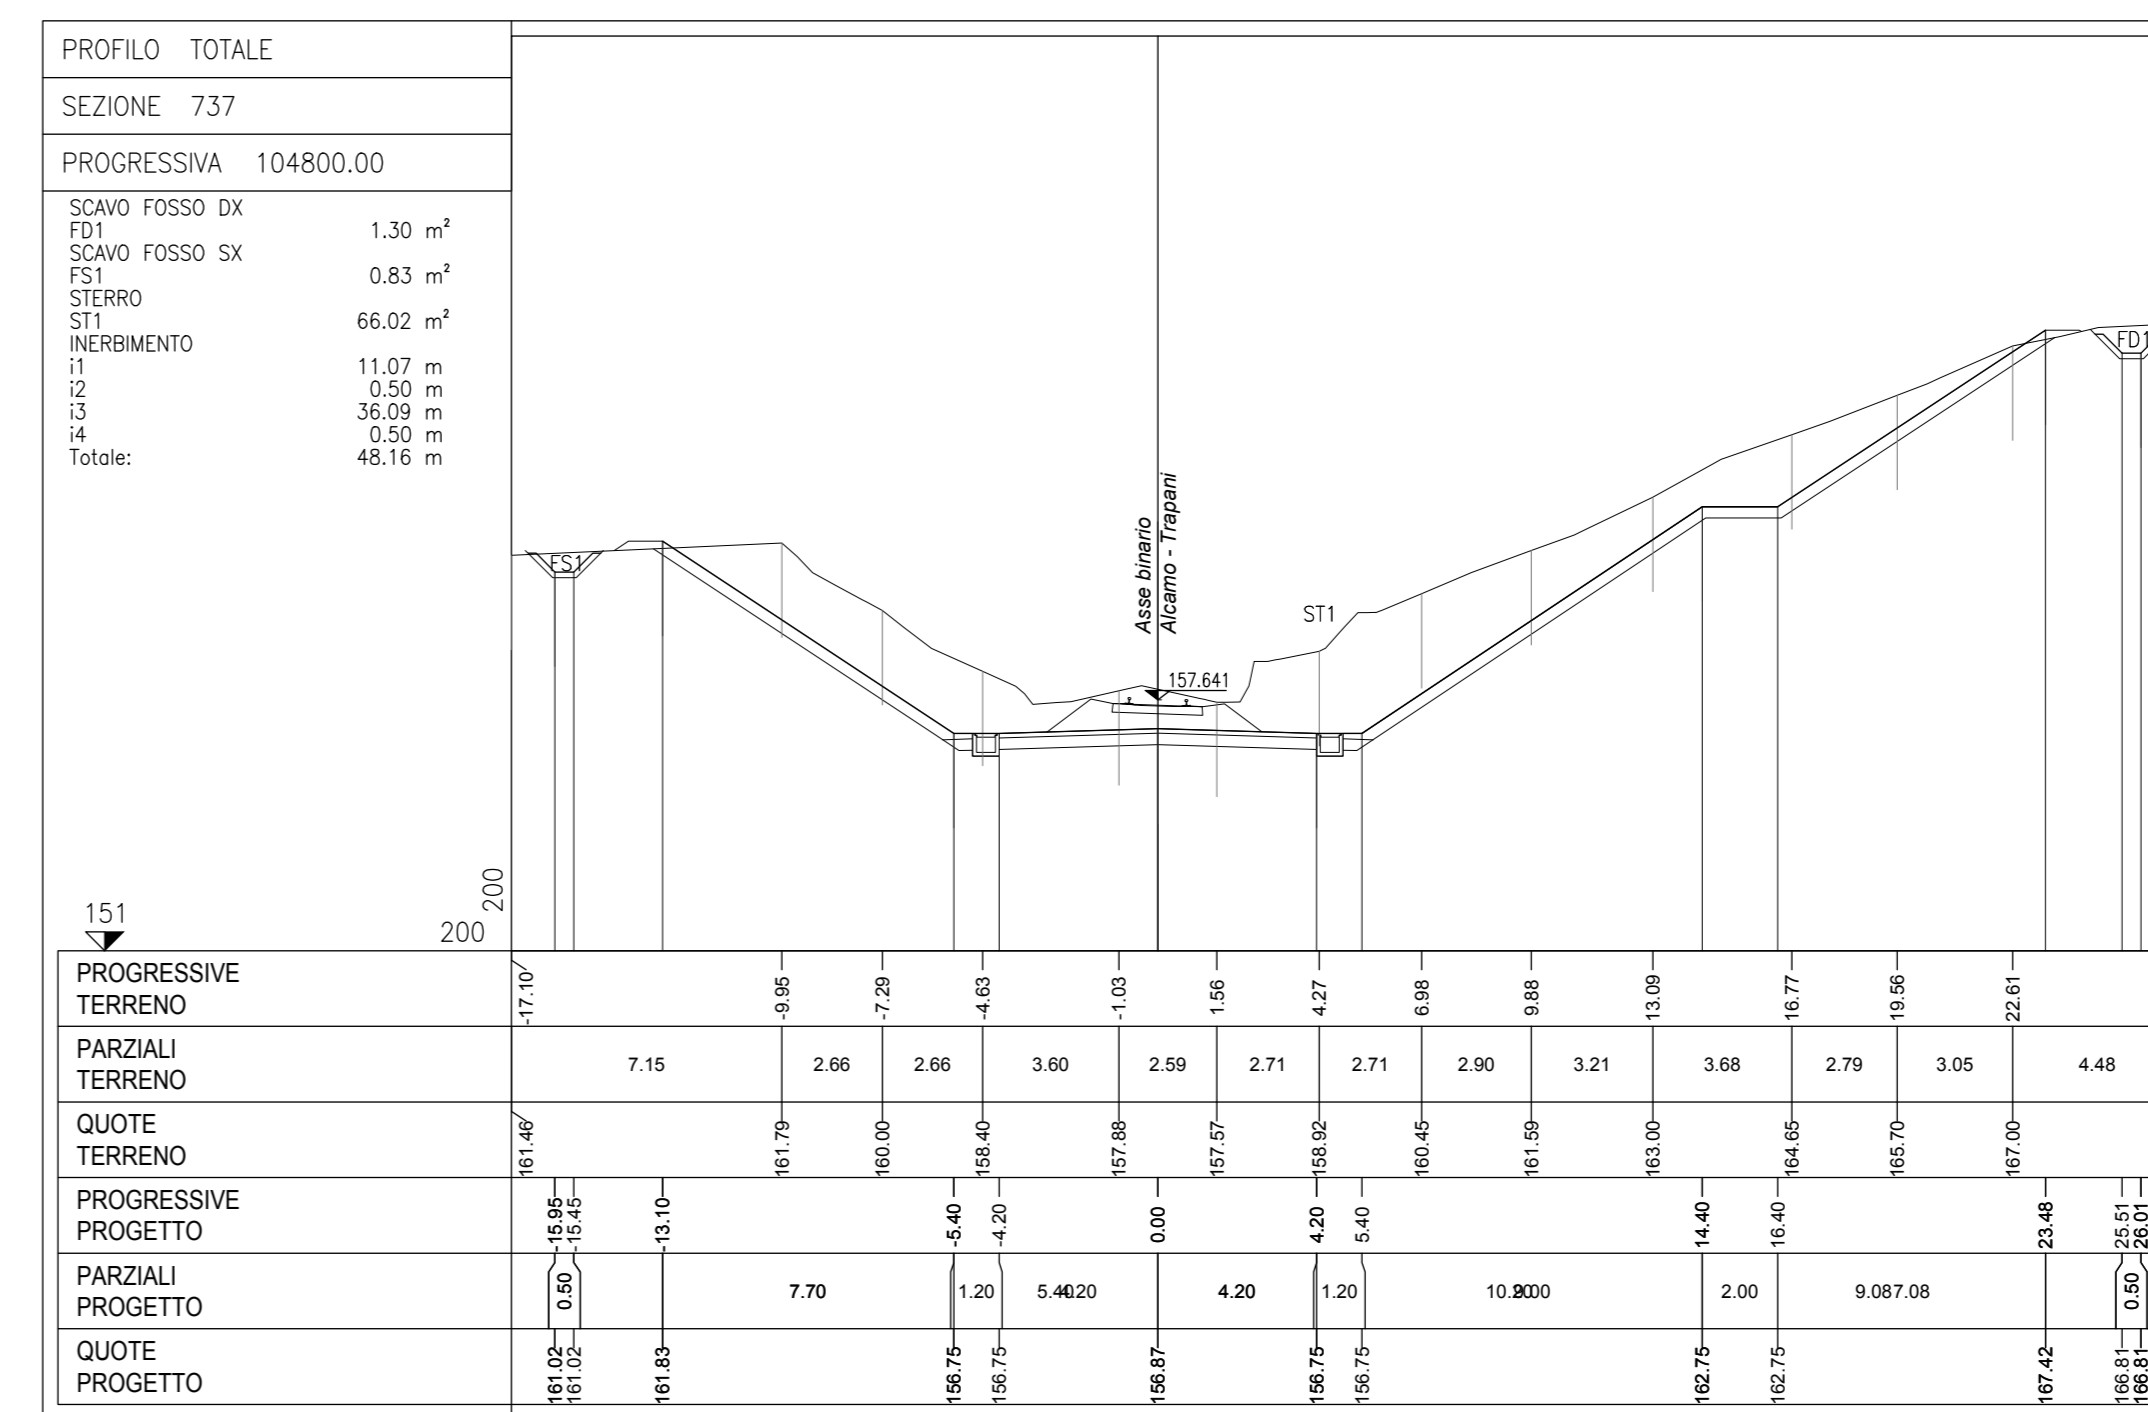 PROFILO TOTALE
SEZIONE 737
PROGRESSIVA 104800.00
SCAVO FOSSO DX
FD1 1.30 m²
SCAVO FOSSO SX
FS1 0.83 m²
STERRO
ST1 66.02 m²
INERBIMENTO
i1 11.07 m
i2 0.50 m
i3 36.09 m
i4 0.50 m
Totale: 48.16 m
FD1
FS1
Asse binario
Alcamo - Trapani
ST1
157.641
200
151
200
PROGRESSIVE TERRENO
-17.10 -9.95 -7.29 -4.63 -1.03 1.56 4.27 6.98 9.88 13.09 16.77 19.56 22.61
PARZIALI TERRENO
7.15 2.66 2.66 3.60 2.59 2.71 2.71 2.90 3.21 3.68 2.79 3.05 4.48
QUOTE TERRENO
161.46 161.79 160.00 158.40 157.88 157.57 158.92 160.45 161.59 163.00 164.65 165.70 167.00
PROGRESSIVE PROGETTO
-15.95 -15.45 -13.10 -5.40 -4.20 0.00 4.20 5.40 14.40 16.40 23.48 25.51 26.01
PARZIALI PROGETTO
0.50 7.70 1.20 5.40 4.20 4.20 1.20 2.00 9.08 7.08 0.50
QUOTE PROGETTO
161.02 161.02 161.83 156.75 156.75 156.87 156.75 156.75 162.75 162.75 167.42 166.81 166.81